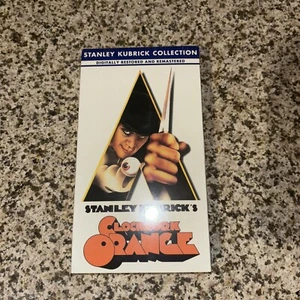 STANLEY KUBRICK COLLECTION
DIGITALLY RESTORED AND REMASTERED
STANLEY KUBRICK'S
CLOCKWORK
ORANGE